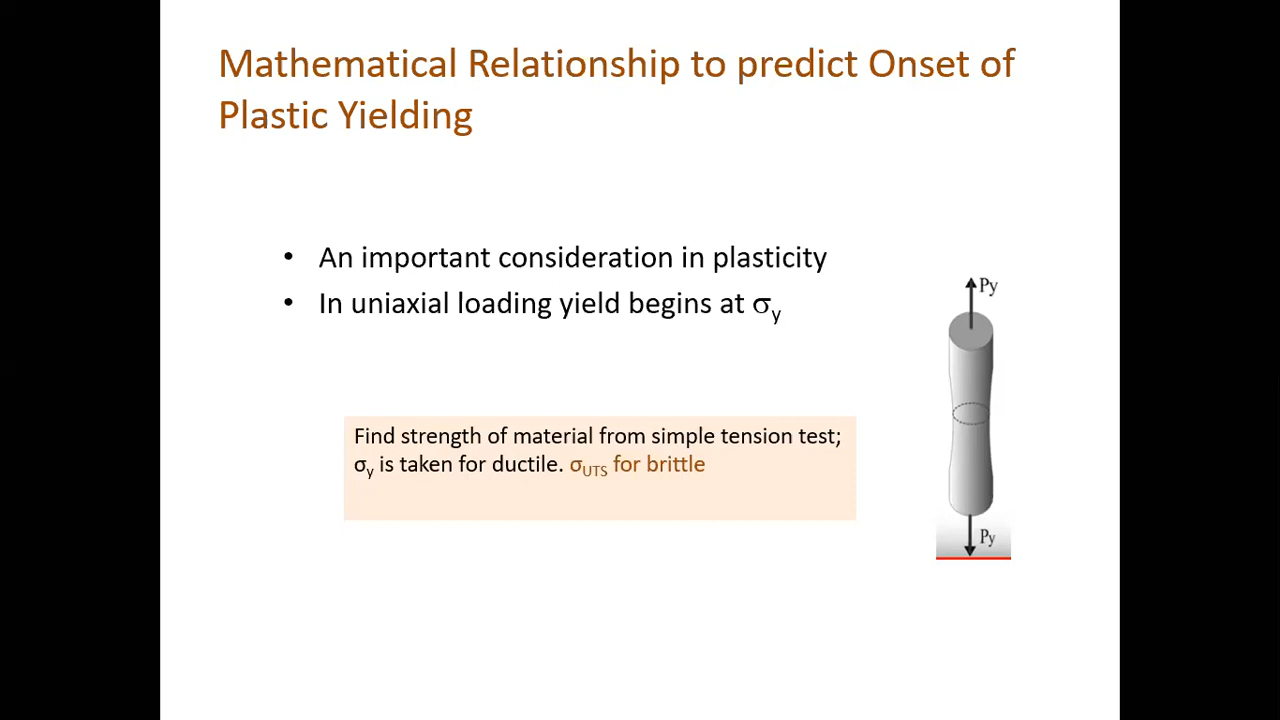 Mathematical Relationship to predict Onset of
Plastic Yielding
• An important consideration in plasticity
• In uniaxial loading yield begins at σy
Find strength of material from simple tension test;
σy is taken for ductile. σUTS for brittle
Py
Py